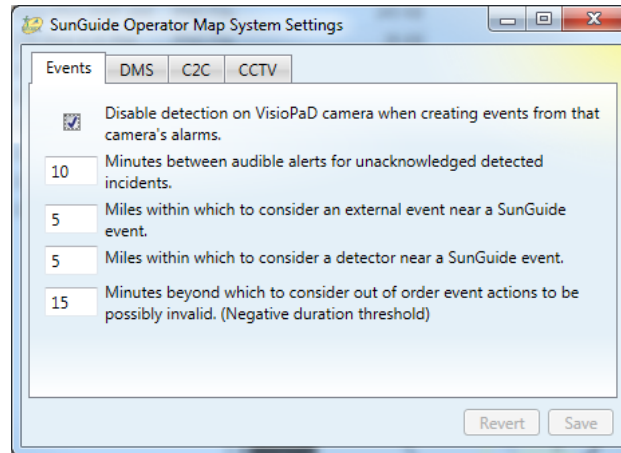 SunGuide Operator Map System Settings
Events DMS C2C CCTV
Disable detection on VisioPaD camera when creating events from that
camera's alarms.
10 Minutes between audible alerts for unacknowledged detected
incidents.
5 Miles within which to consider an external event near a SunGuide
event.
5 Miles within which to consider a detector near a SunGuide event.
15 Minutes beyond which to consider out of order event actions to be
possibly invalid. (Negative duration threshold)
Revert Save